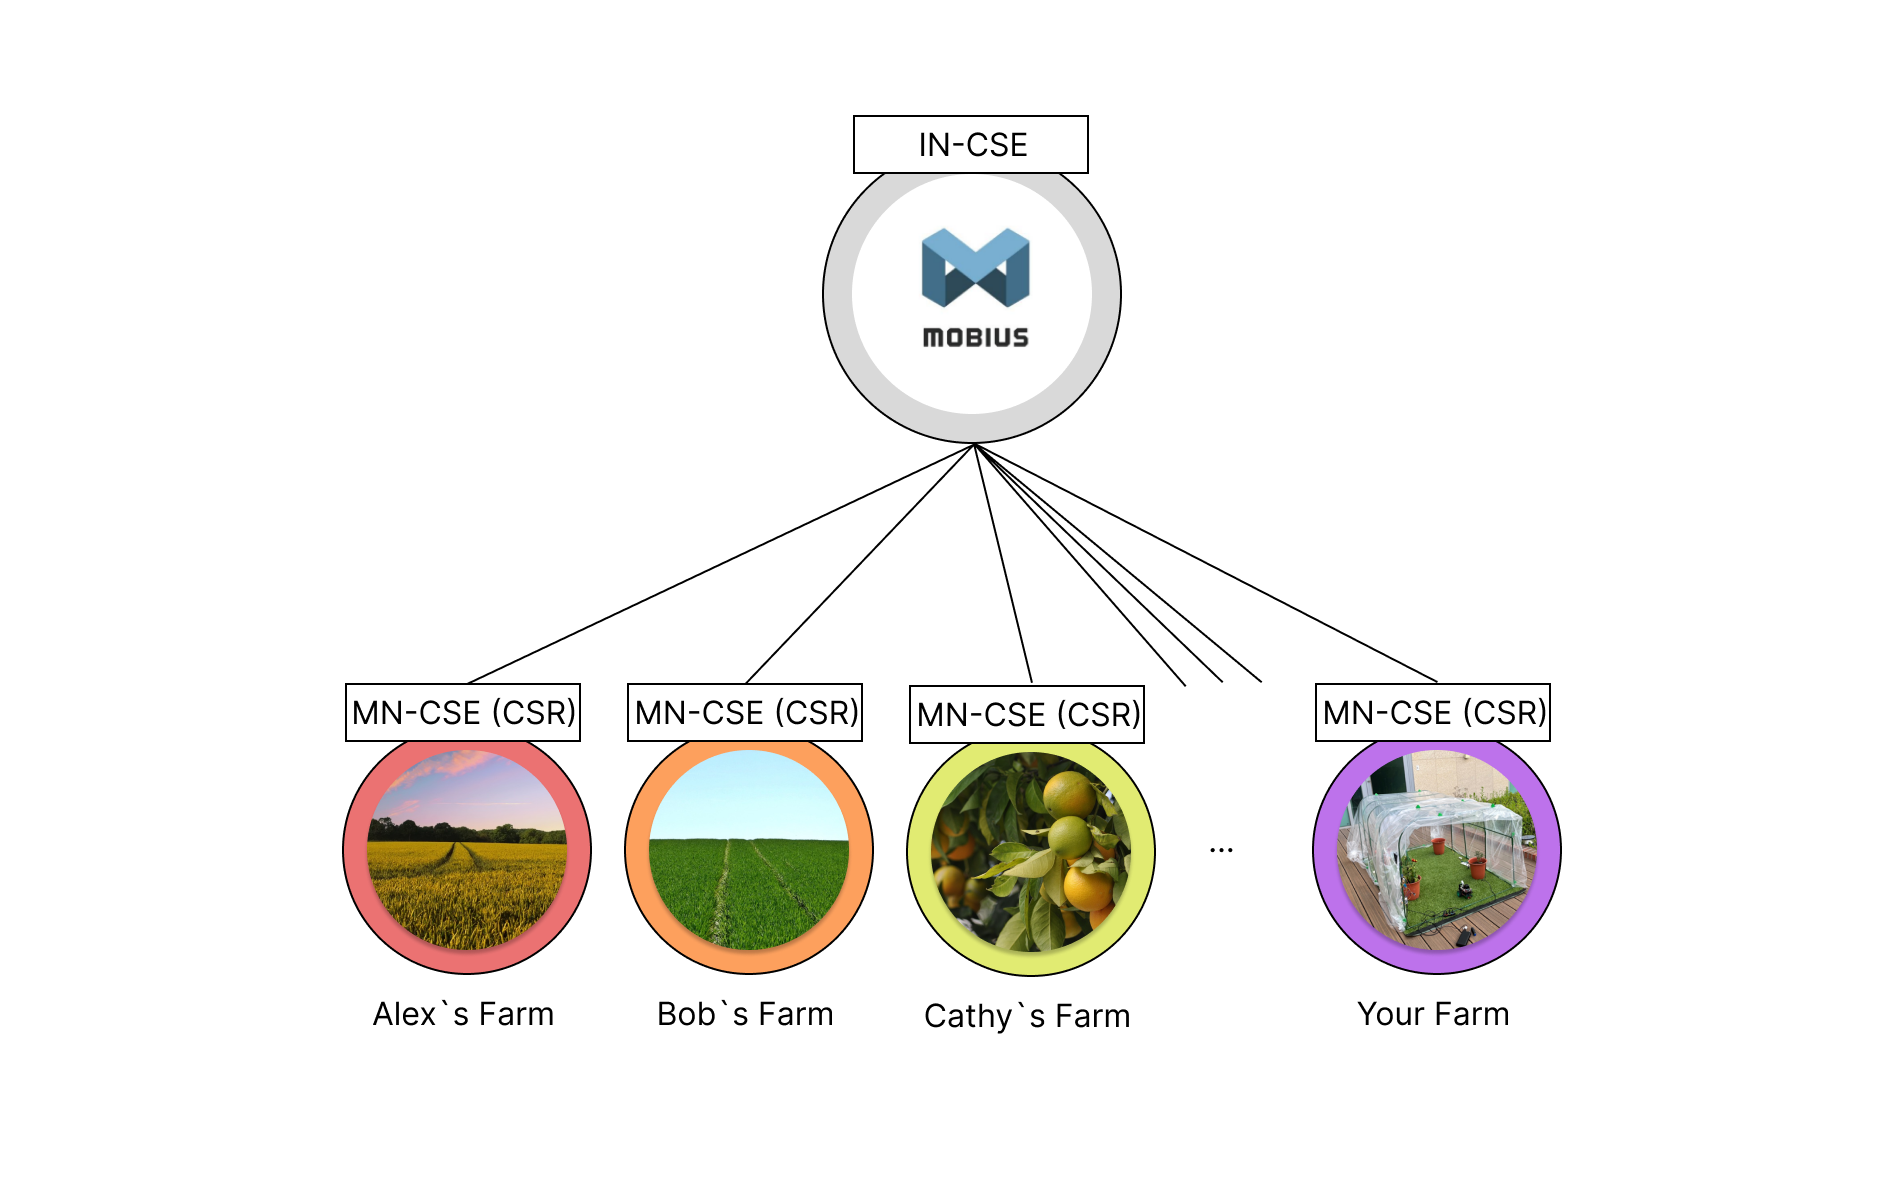 IN-CSE
MOBIUS
MN-CSE (CSR)
MN-CSE (CSR)
MN-CSE (CSR)
MN-CSE (CSR)
...
Alex`s Farm
Bob`s Farm
Cathy`s Farm
Your Farm